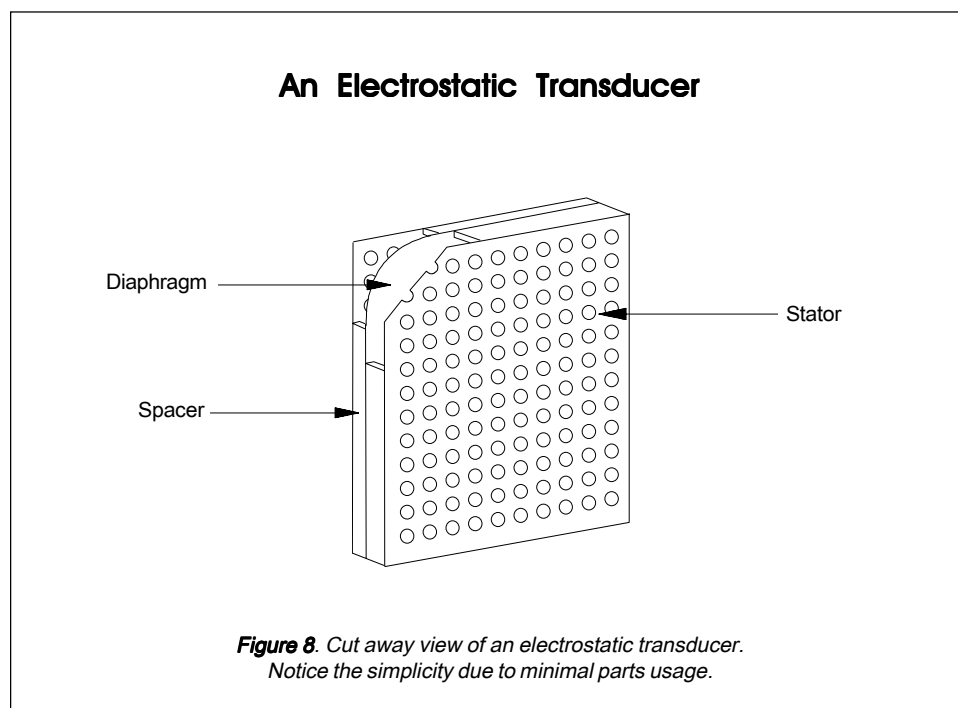 An Electrostatic Transducer
Diaphragm
Stator
Spacer
Figure 8. Cut away view of an electrostatic transducer.
Notice the simplicity due to minimal parts usage.